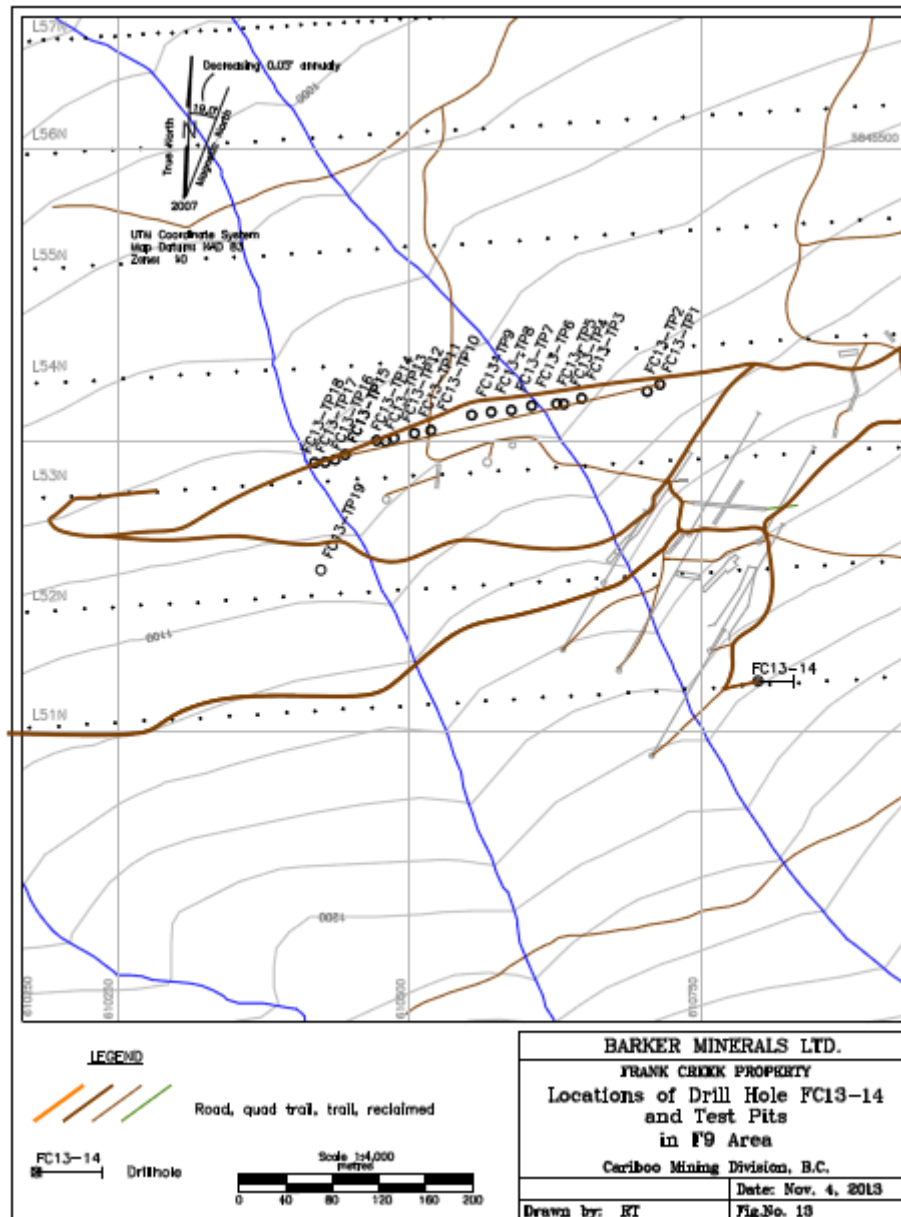 L57N
Decreasing 0.05° annually
1000
19.0°
L56N
5845500
True North
N
Magnetic North
2007
UTM Coordinate System
Map Datum: NAD 83
Zone: 10
L55N
L54N
FC13-TP2
FC13-TP1
FC13-TP9
FC13-TP8
FC13-TP7
FC13-TP6
FC13-TP5
FC13-TP4
FC13-TP3
FC13-TP18
FC13-TP17
FC13-TP16
FC13-TP15
FC13-TP14
FC13-TP13
FC13-TP12
FC13-TP11
FC13-TP10
L53N
FC13-TP19
L52N
1100
FC13-14
L51N
1200
610250
610250
610500
610750
LEGEND
Road, quad trail, trail, reclaimed
FC13-14
Drillhole
Scale 1:4,000
metres
0 40 80 120 160 200
BARKER MINERALS LTD.
FRANK CREEK PROPERTY
Locations of Drill Hole FC13-14
and Test Pits
in F9 Area
Cariboo Mining Division, B.C.
Date: Nov. 4, 2013
Drawn by: RT
Fig.No. 13